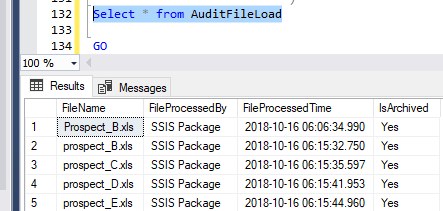 132 Select * from AuditFileLoad
133
134 GO
100 %
Results Messages
FileName FileProcessedBy FileProcessedTime IsArchived
1 Prospect_B.xls SSIS Package 2018-10-16 06:06:34.990 Yes
2 prospect_B.xls SSIS Package 2018-10-16 06:15:32.750 Yes
3 prospect_C.xls SSIS Package 2018-10-16 06:15:35.597 Yes
4 prospect_D.xls SSIS Package 2018-10-16 06:15:41.953 Yes
5 prospect_E.xls SSIS Package 2018-10-16 06:15:44.960 Yes